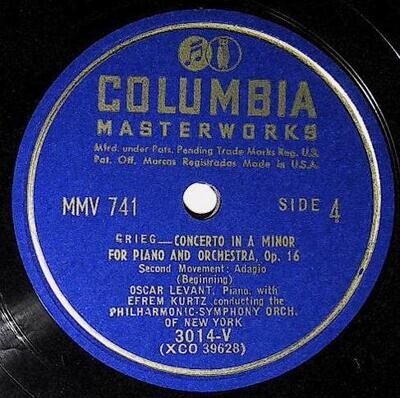 COLUMBIA
MASTERWORKS
Mfrd. under Pats. Pending Trade Marks Reg. U.S.
Pat. Off. Marcas Registradas Made in U.S.A.
MMV 741 SIDE 4
GRIEG—CONCERTO IN A MINOR
FOR PIANO AND ORCHESTRA, Op. 16
Second Movement: Adagio
(Beginning)
OSCAR LEVANT, Piano, with
EFREM KURTZ conducting the
PHILHARMONIC-SYMPHONY ORCH.
OF NEW YORK
3014-V
(XCO 39628)